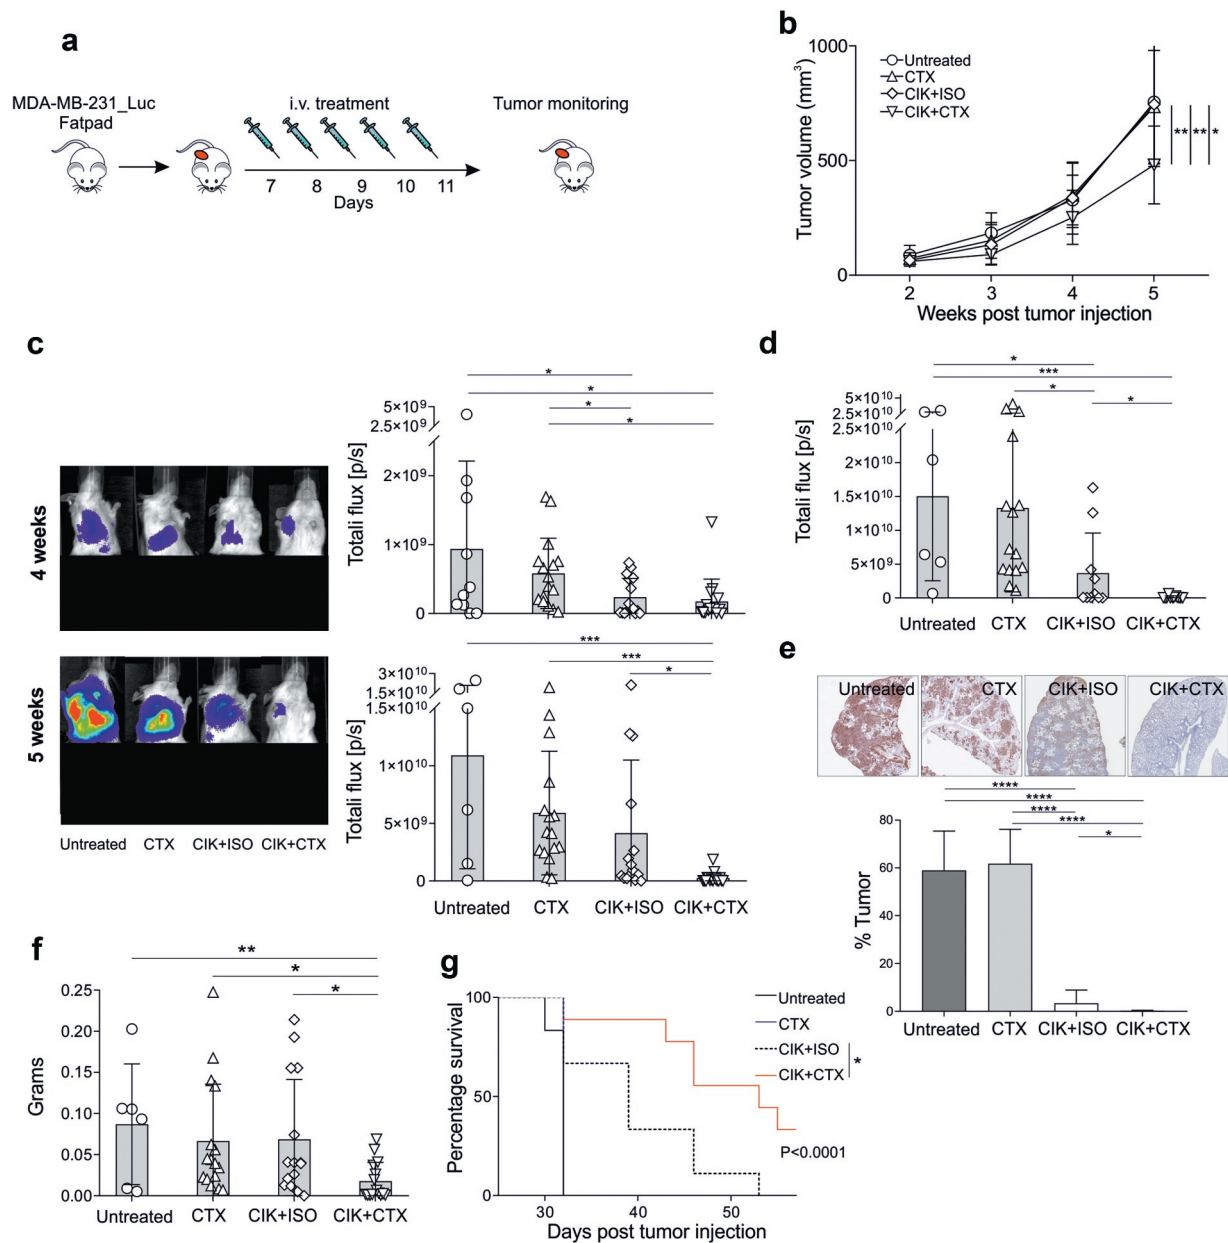 a
MDA-MB-231_Luc
Fatpad
i.v. treatment
Tumor monitoring
7 8 9 10 11
Days
b
Tumor volume (mm³)
1000
500
0
Untreated
CTX
CIK+ISO
CIK+CTX
** ** *
2 3 4 5
Weeks post tumor injection
c
4 weeks
5 weeks
Untreated CTX CIK+ISO CIK+CTX
*
*
*
*
Totali flux [p/s]
5×10⁹
2.5×10⁹
2×10⁹
1×10⁹
0
***
***
*
Totali flux [p/s]
3×10¹⁰
1.5×10¹⁰
15×10¹⁰
1×10¹⁰
5×10⁹
0
Untreated CTX CIK+ISO CIK+CTX
d
*
***
*
*
Totali flux [p/s]
5×10¹⁰
2.5×10¹⁰
2.5×10¹⁰
2×10¹⁰
1.5×10¹⁰
1×10¹⁰
5×10⁹
0
Untreated CTX CIK+ISO CIK+CTX
e
Untreated CTX CIK+ISO CIK+CTX
****
****
****
****
*
% Tumor
80
60
40
20
0
Untreated CTX CIK+ISO CIK+CTX
f
**
*
*
Grams
0.25
0.20
0.15
0.10
0.05
0.00
Untreated CTX CIK+ISO CIK+CTX
g
Percentage survival
100
50
0
Untreated
CTX
CIK+ISO
CIK+CTX
*
P<0.0001
30 40 50
Days post tumor injection